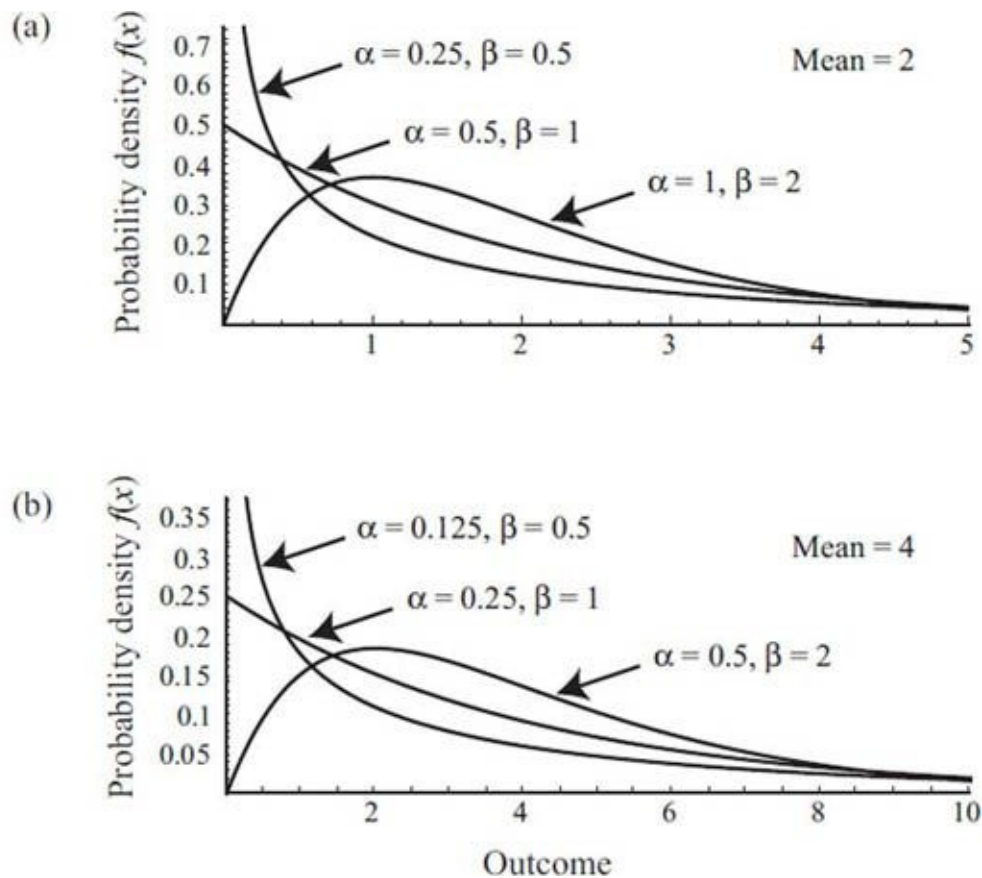 (a)
Probability density f(x)
0.7
0.6
0.5
0.4
0.3
0.2
0.1
α = 0.25, β = 0.5
Mean = 2
α = 0.5, β = 1
α = 1, β = 2
1 2 3 4 5
(b)
Probability density f(x)
0.35
0.3
0.25
0.2
0.15
0.1
0.05
α = 0.125, β = 0.5
Mean = 4
α = 0.25, β = 1
α = 0.5, β = 2
2 4 6 8 10
Outcome